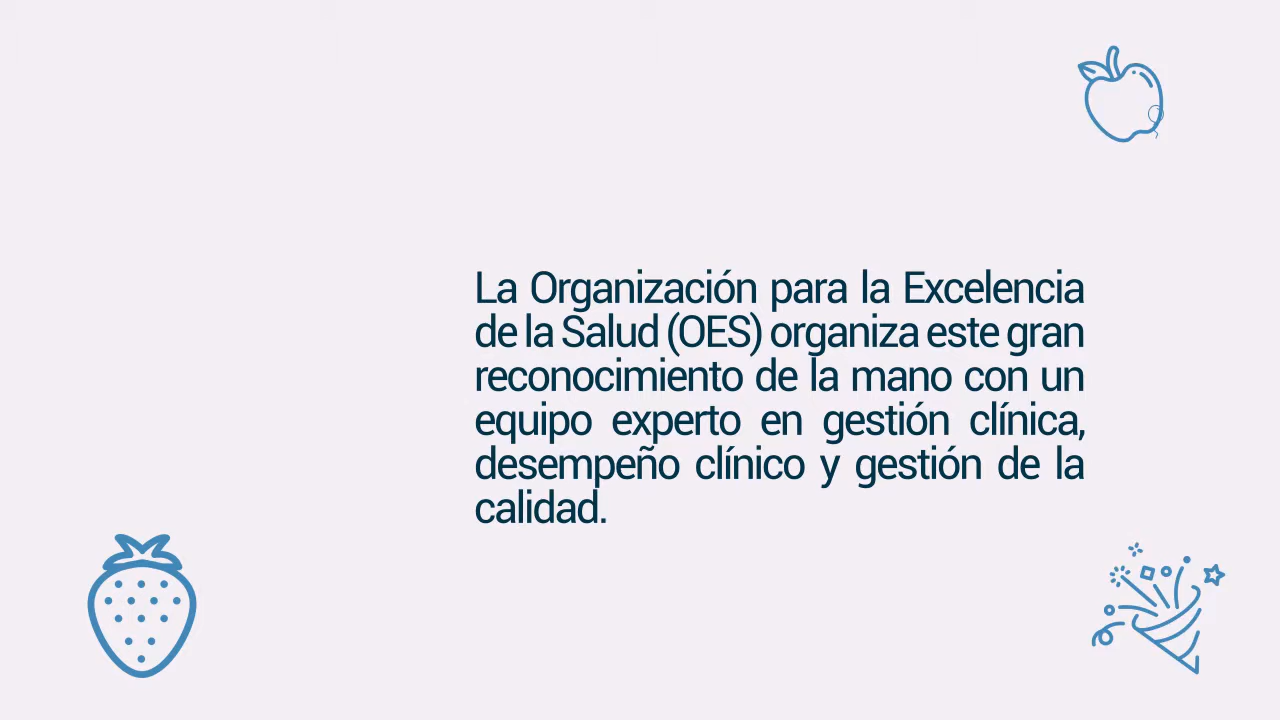 La Organización para la Excelencia
de la Salud (OES) organiza este gran
reconocimiento de la mano con un
equipo experto en gestión clínica,
desempeño clínico y gestión de la
calidad.